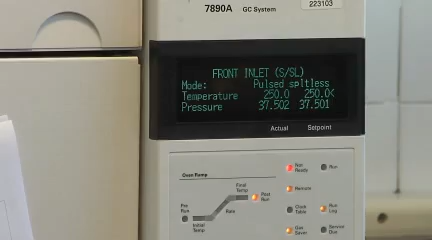 7890A GC System
223103
FRONT INLET (S/SL)
Mode: Pulsed spltless
Temperature 250.0 250.0<
Pressure 37.502 37.501
Actual Setpoint
Oven Ramp
Final Temp
Pre Run
Rate
Post Run
Initial Temp
Not Ready
Run
Remote
Clock Table
Run Log
Gas Saver
Service Due